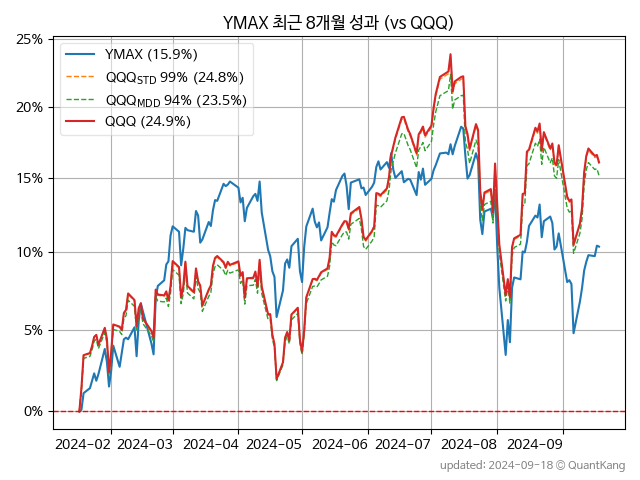 YMAX 최근 8개월 성과 (vs QQQ)
25%
20%
15%
10%
5%
0%
YMAX (15.9%)
QQQSTD 99% (24.8%)
QQQMDD 94% (23.5%)
QQQ (24.9%)
2024-02 2024-03 2024-04 2024-05 2024-06 2024-07 2024-08 2024-09
updated: 2024-09-18 © QuantKang